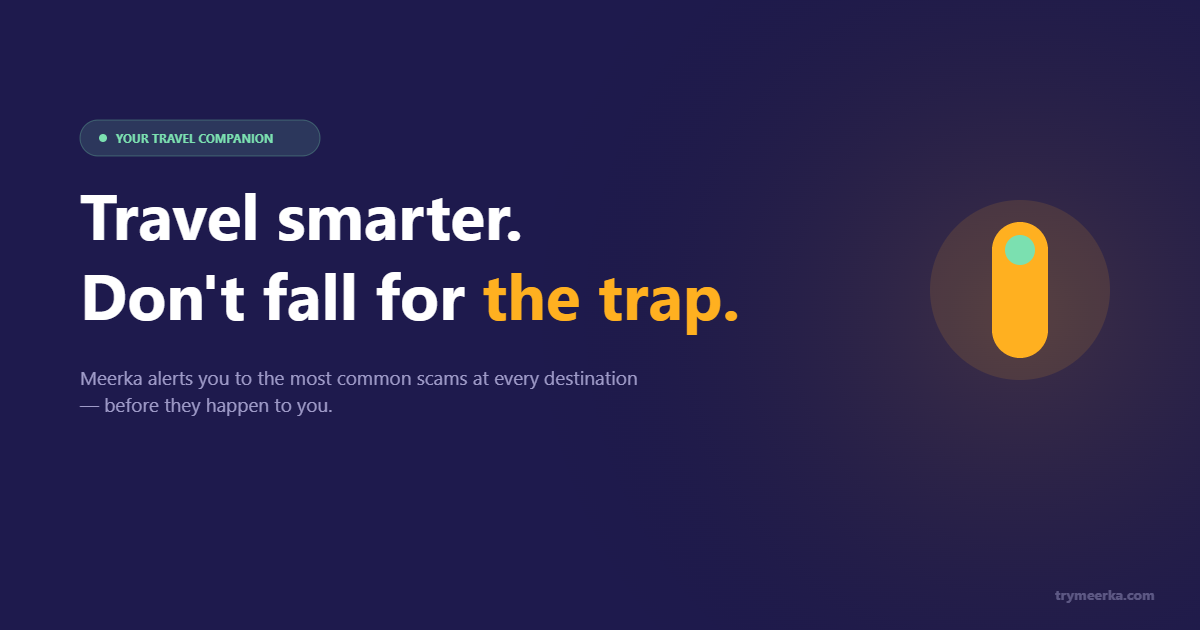 YOUR TRAVEL COMPANION
Travel smarter.
Don't fall for the trap.
Meerka alerts you to the most common scams at every destination
— before they happen to you.
trymeerka.com